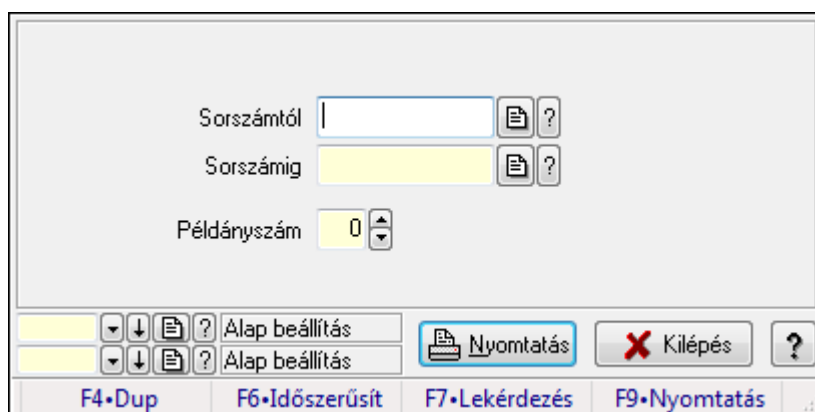 Sorszámtól ?
Sorszámig ?
Példányszám 0
? Alap beállítás
? Alap beállítás
Nyomtatás Kilépés ?
F4•Dup F6•Időszerűsít F7•Lekérdezés F9•Nyomtatás